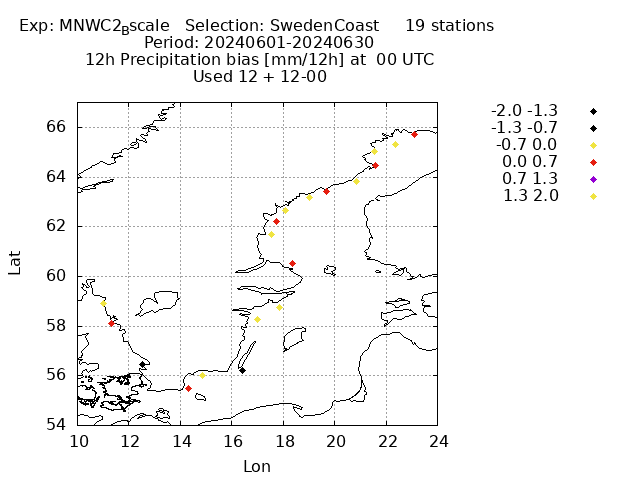 Exp: MNWC2Bscale   Selection: SwedenCoast     19 stations
Period: 20240601-20240630
12h Precipitation bias [mm/12h] at  00 UTC
Used 12 + 12-00
-2.0 -1.3
-1.3 -0.7
-0.7 0.0
0.0 0.7
0.7 1.3
1.3 2.0
66
64
62
60
58
56
54
Lat
10 12 14 16 18 20 22 24
Lon